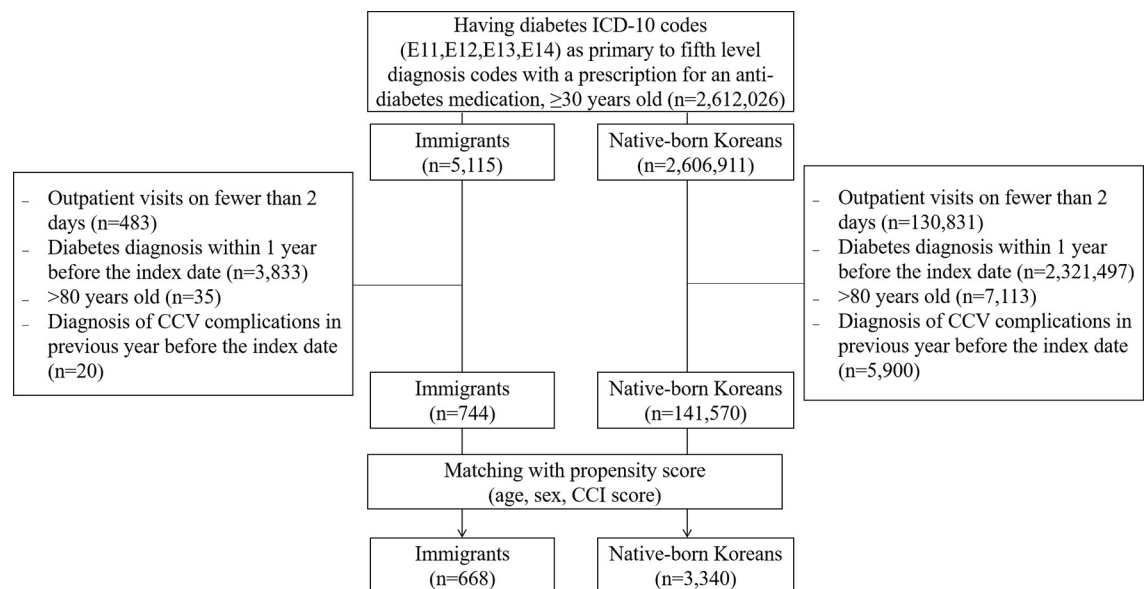 Having diabetes ICD-10 codes
(E11,E12,E13,E14) as primary to fifth level
diagnosis codes with a prescription for an anti-
diabetes medication, ≥30 years old (n=2,612,026)
Immigrants
(n=5,115)
Native-born Koreans
(n=2,606,911)
- Outpatient visits on fewer than 2
days (n=483)
- Diabetes diagnosis within 1 year
before the index date (n=3,833)
- >80 years old (n=35)
- Diagnosis of CCV complications in
previous year before the index date
(n=20)
- Outpatient visits on fewer than 2
days (n=130,831)
- Diabetes diagnosis within 1 year
before the index date (n=2,321,497)
- >80 years old (n=7,113)
- Diagnosis of CCV complications in
previous year before the index date
(n=5,900)
Immigrants
(n=744)
Native-born Koreans
(n=141,570)
Matching with propensity score
(age, sex, CCI score)
Immigrants
(n=668)
Native-born Koreans
(n=3,340)